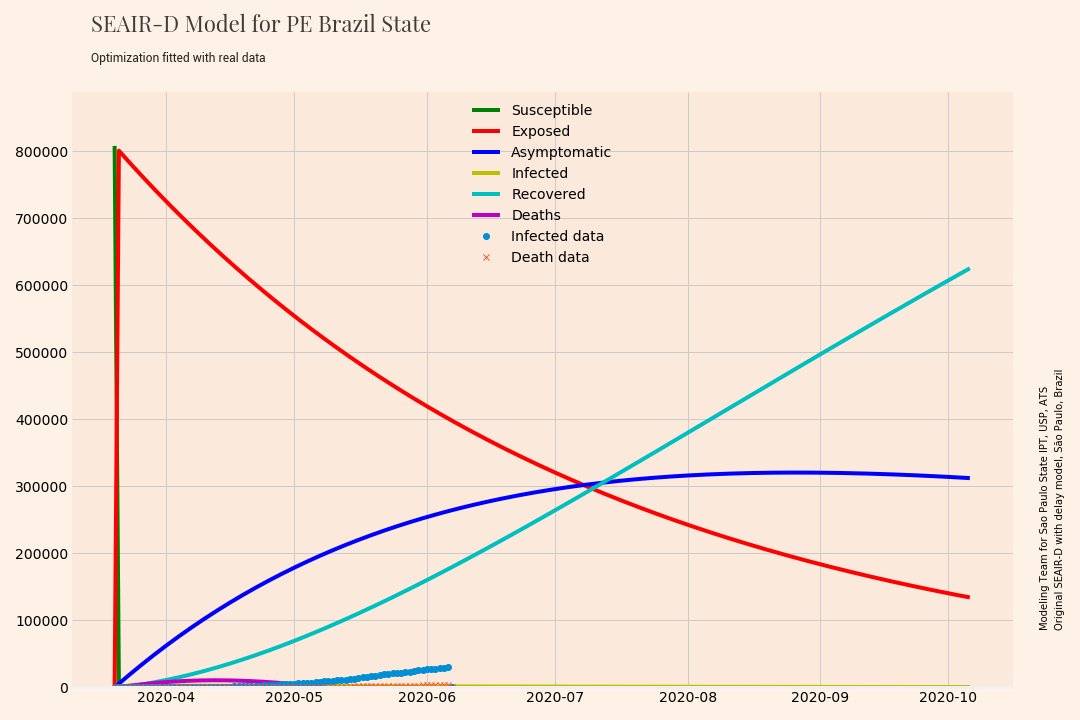 SEAIR-D Model for PE Brazil State
Optimization fitted with real data
Susceptible
Exposed
Asymptomatic
Infected
Recovered
Deaths
Infected data
Death data
800000
700000
600000
500000
400000
300000
200000
100000
0
2020-04
2020-05
2020-06
2020-07
2020-08
2020-09
2020-10
Modeling Team for Sao Paulo State IPT, USP, ATS
Original SEAIR-D with delay model, São Paulo, Brazil